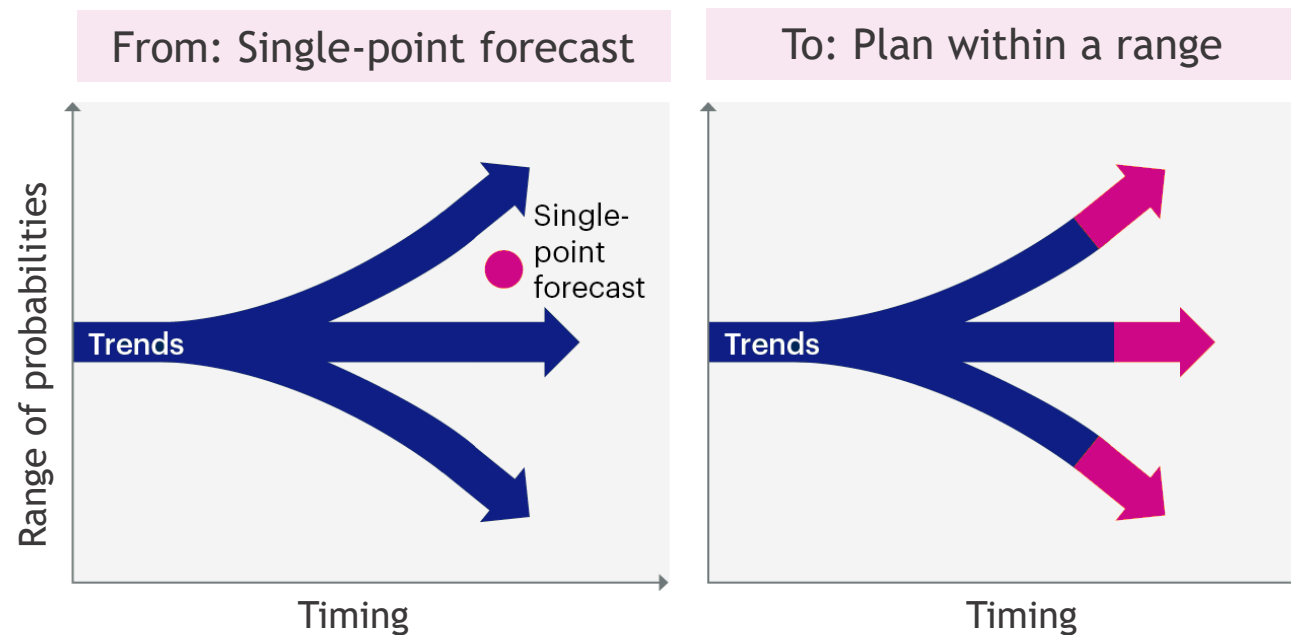 From: Single-point forecast
Range of probabilities
Trends
Single-
point
forecast
Timing
To: Plan within a range
Trends
Timing